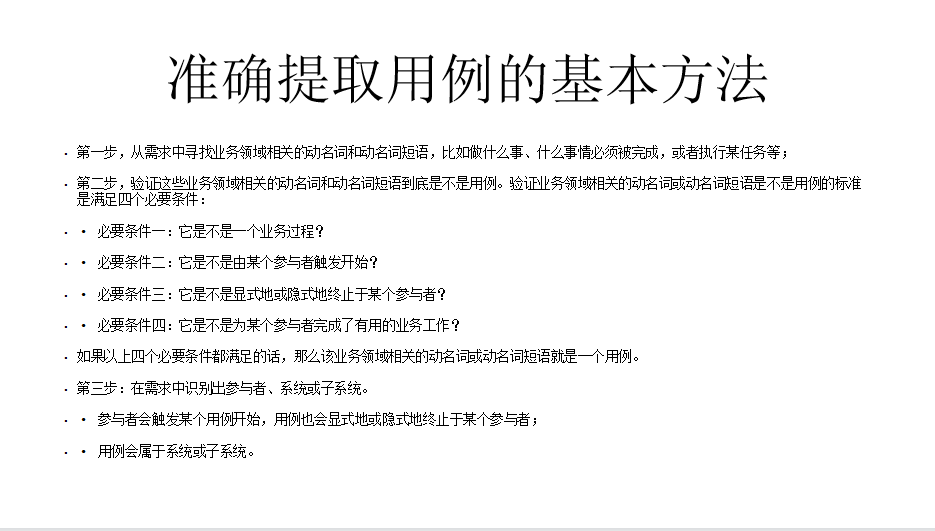 准确提取用例的基本方法
· 第一步，从需求中寻找业务领域相关的动名词和动名词短语，比如做什么事、什么事情必须被完成，或者执行某任务等；
· 第二步，验证这些业务领域相关的动名词和动名词短语到底是不是用例。验证业务领域相关的动名词或动名词短语是不是用例的标准
是满足四个必要条件：
· • 必要条件一：它是不是一个业务过程？
· • 必要条件二：它是不是由某个参与者触发开始？
· • 必要条件三：它是不是显式地或隐式地终止于某个参与者？
· • 必要条件四：它是不是为某个参与者完成了有用的业务工作？
· 如果以上四个必要条件都满足的话，那么该业务领域相关的动名词或动名词短语就是一个用例。
· 第三步：在需求中识别出参与者、系统或子系统。
· • 参与者会触发某个用例开始，用例也会显式地或隐式地终止于某个参与者；
· • 用例会属于系统或子系统。